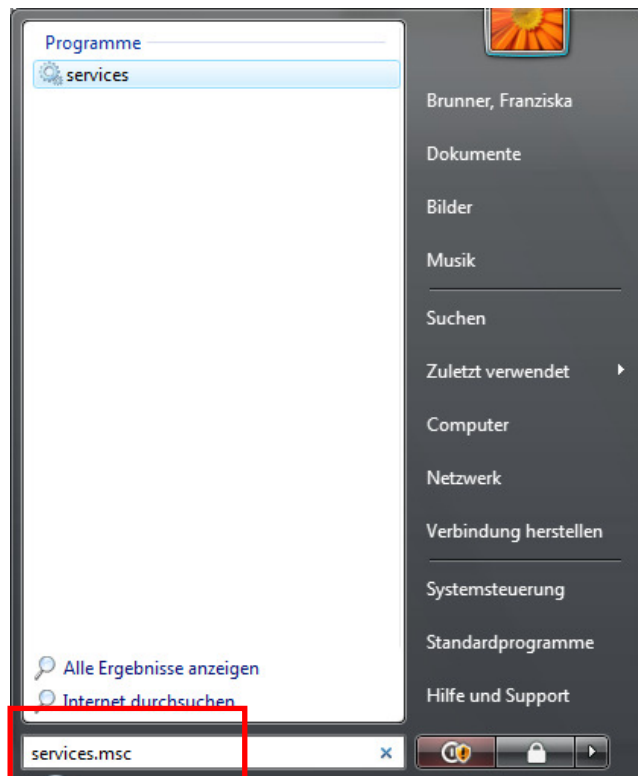 Programme
services
Alle Ergebnisse anzeigen
Internet durchsuchen
services.msc
Brunner, Franziska
Dokumente
Bilder
Musik
Suchen
Zuletzt verwendet
Computer
Netzwerk
Verbindung herstellen
Systemsteuerung
Standardprogramme
Hilfe und Support